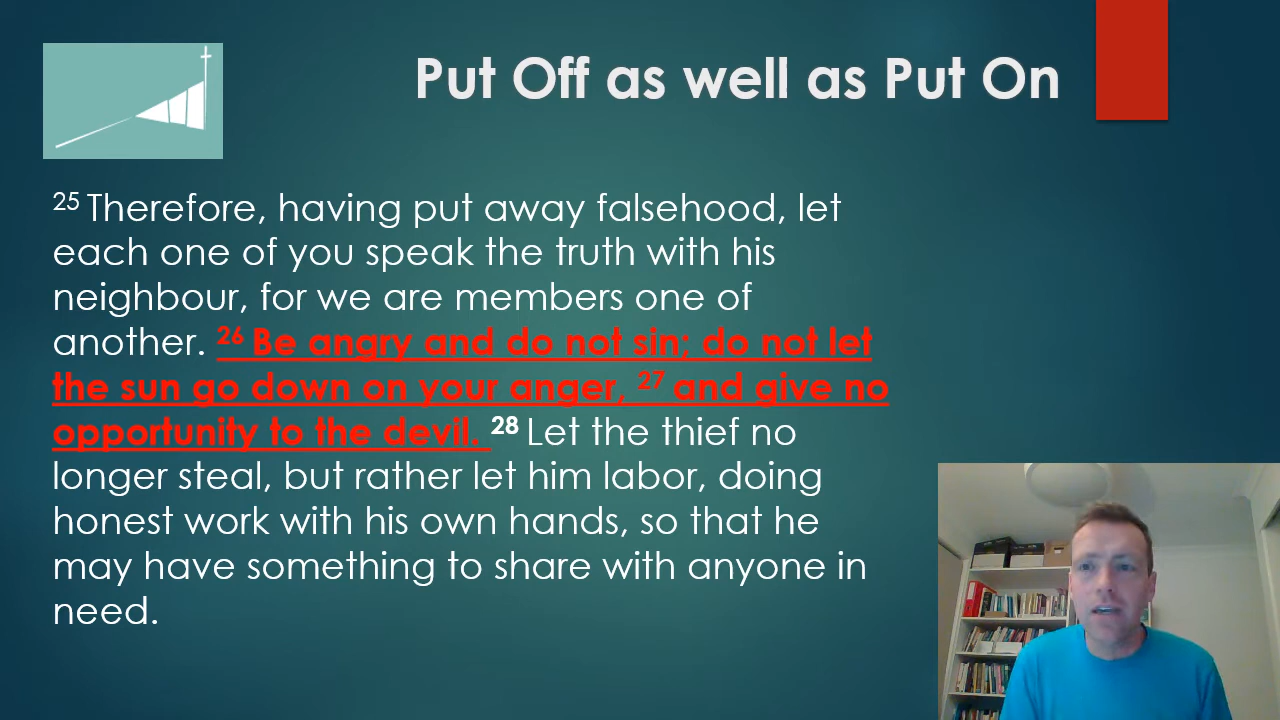 Put Off as well as Put On
25 Therefore, having put away falsehood, let
each one of you speak the truth with his
neighbour, for we are members one of
another. 26 Be angry and do not sin; do not let
the sun go down on your anger, 27 and give no
opportunity to the devil. 28 Let the thief no
longer steal, but rather let him labor, doing
honest work with his own hands, so that he
may have something to share with anyone in
need.